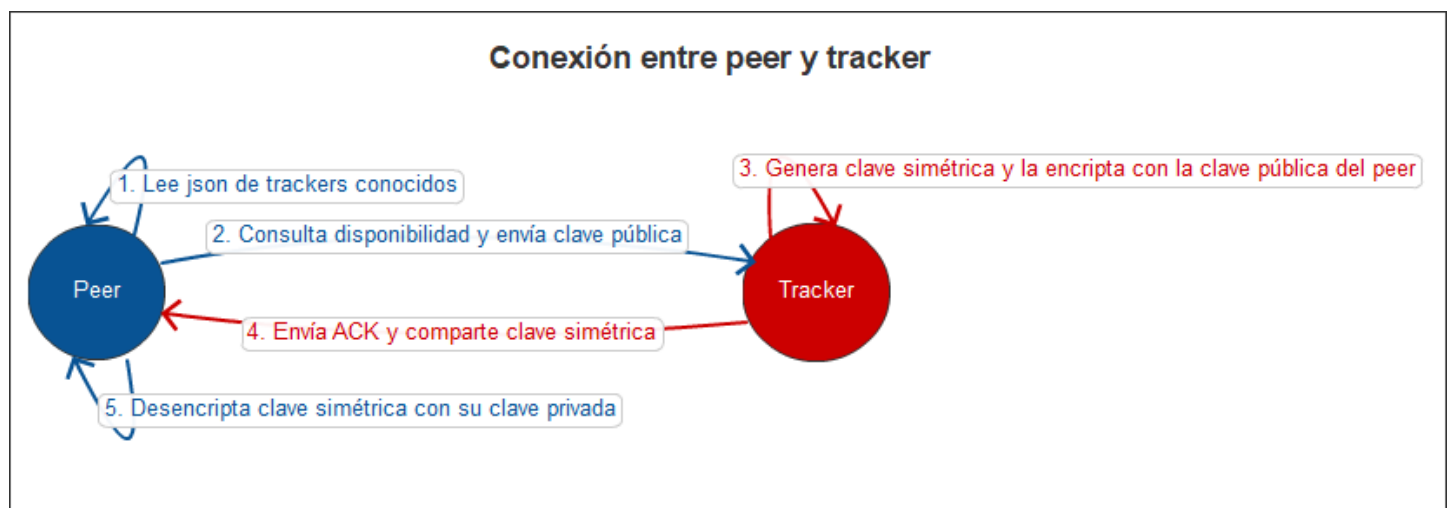 Conexión entre peer y tracker
1. Lee json de trackers conocidos
3. Genera clave simétrica y la encripta con la clave pública del peer
2. Consulta disponibilidad y envía clave pública
Peer
Tracker
4. Envía ACK y comparte clave simétrica
5. Desencripta clave simétrica con su clave privada